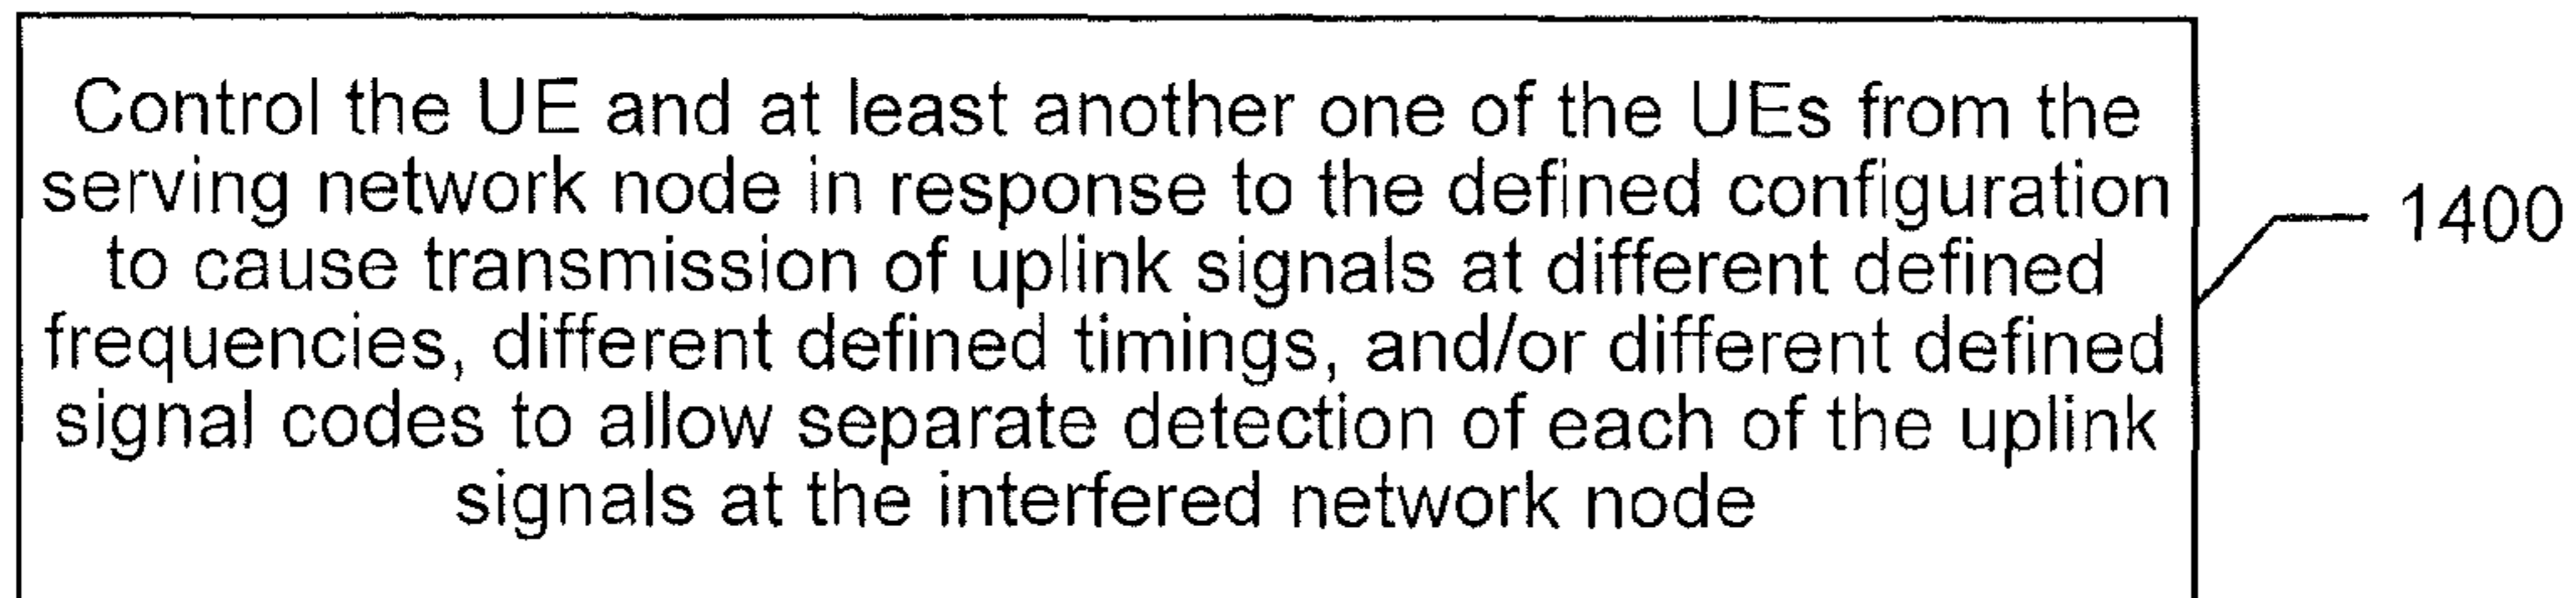 Control the UE and at least another one of the UEs from the
serving network node in response to the defined configuration
to cause transmission of uplink signals at different defined
frequencies, different defined timings, and/or different defined
signal codes to allow separate detection of each of the uplink
signals at the interfered network node
1400